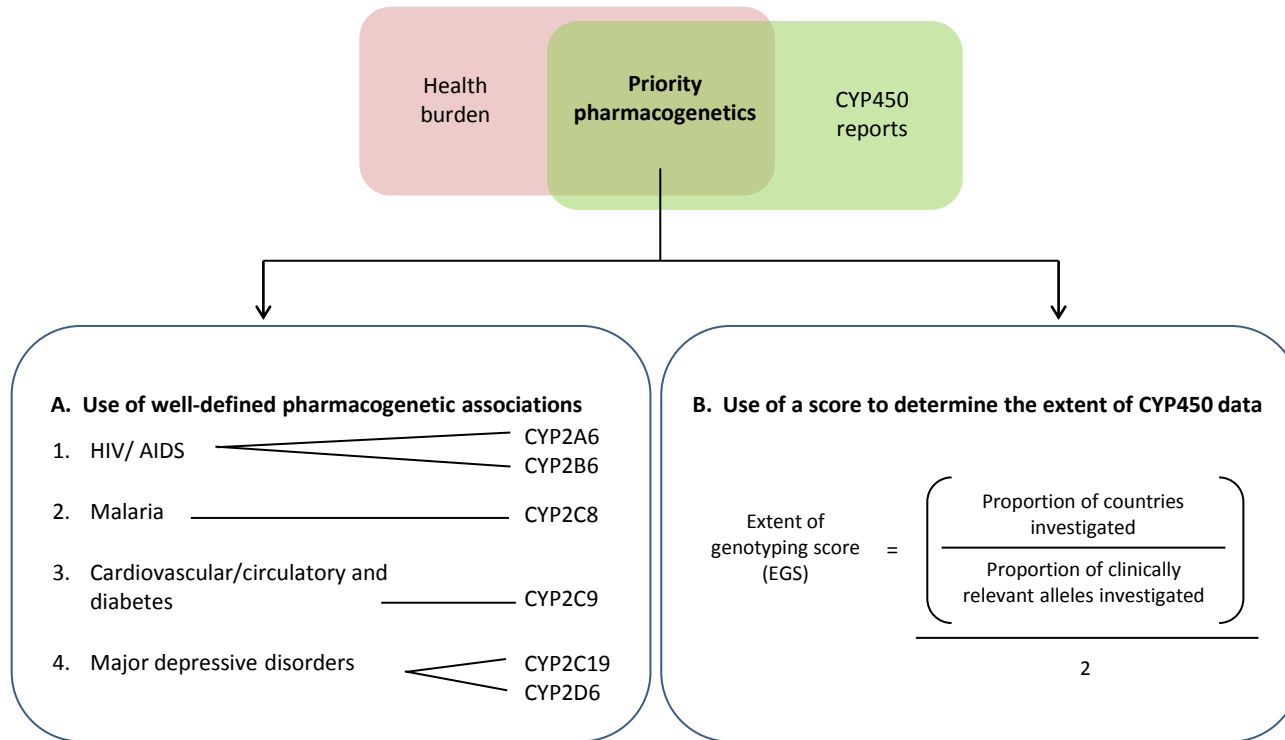 Health
burden
Priority
pharmacogenetics
CYP450
reports
A. Use of well-defined pharmacogenetic associations
1. HIV/ AIDS
CYP2A6
CYP2B6
2. Malaria
CYP2C8
3. Cardiovascular/circulatory and
diabetes
CYP2C9
4. Major depressive disorders
CYP2C19
CYP2D6
B. Use of a score to determine the extent of CYP450 data
Extent of
genotyping score
(EGS)
=
Proportion of countries
investigated
Proportion of clinically
relevant alleles investigated
2